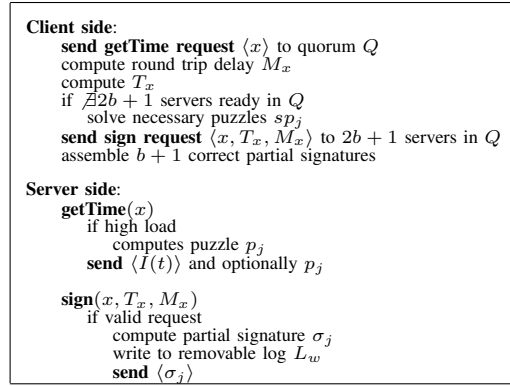 Client side:
send getTime request ⟨x⟩ to quorum Q
compute round trip delay M_x
compute T_x
if ∄2b + 1 servers ready in Q
solve necessary puzzles sp_j
send sign request ⟨x, T_x, M_x⟩ to 2b + 1 servers in Q
assemble b + 1 correct partial signatures
Server side:
getTime(x)
if high load
computes puzzle p_j
send ⟨I(t)⟩ and optionally p_j
sign(x, T_x, M_x)
if valid request
compute partial signature σ_j
write to removable log L_w
send ⟨σ_j⟩